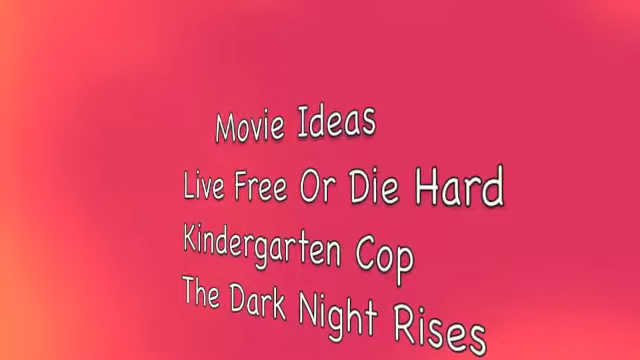 Movie Ideas
Live Free Or Die Hard
Kindergarten Cop
The Dark Night Rises